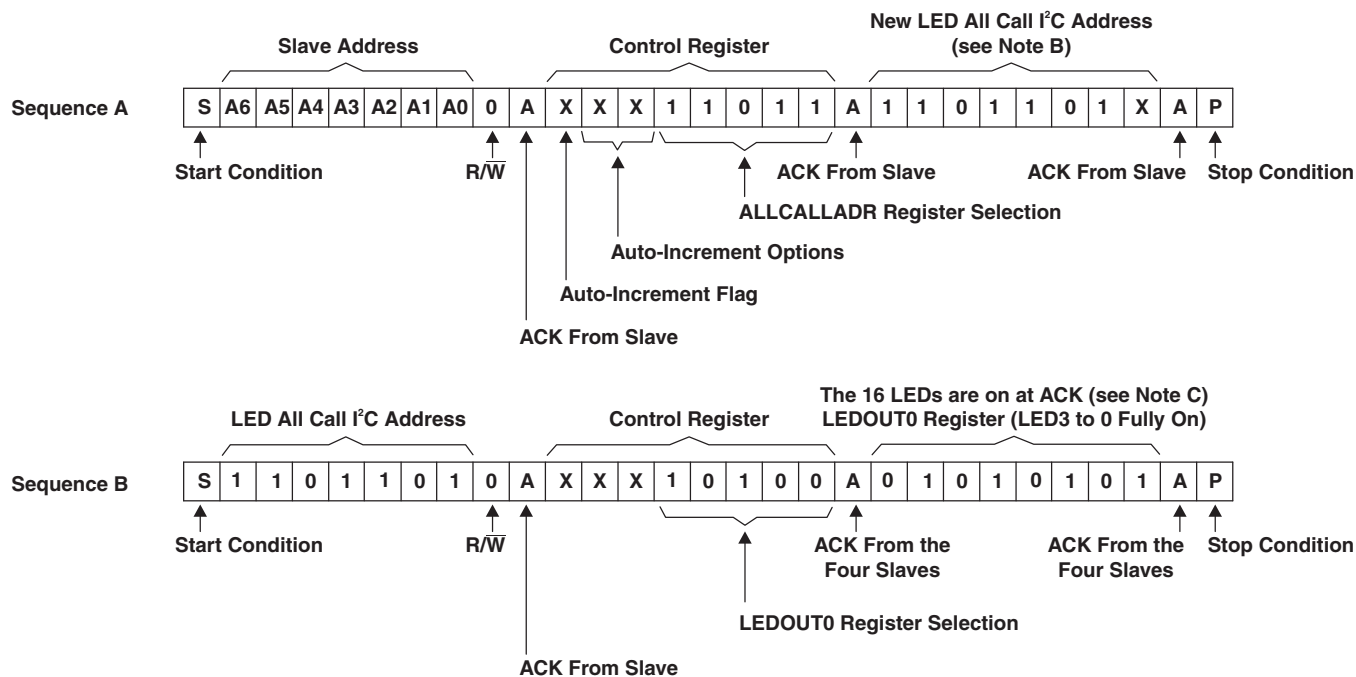 New LED All Call I²C Address
(see Note B)
Slave Address
Control Register
Sequence A
S A6 A5 A4 A3 A2 A1 A0 0 A X X X 1 1 0 1 1 A 1 1 0 1 1 0 1 X A P
Start Condition
R/W̅
ACK From Slave
ACK From Slave
Stop Condition
ALLCALLADR Register Selection
Auto-Increment Options
Auto-Increment Flag
ACK From Slave
The 16 LEDs are on at ACK (see Note C)
LED All Call I²C Address
Control Register
LEDOUT0 Register (LED3 to 0 Fully On)
Sequence B
S 1 1 0 1 1 0 1 0 A X X X 1 0 1 0 0 A 0 1 0 1 0 1 0 1 A P
Start Condition
R/W̅
ACK From the
Four Slaves
ACK From the
Four Slaves
Stop Condition
LEDOUT0 Register Selection
ACK From Slave